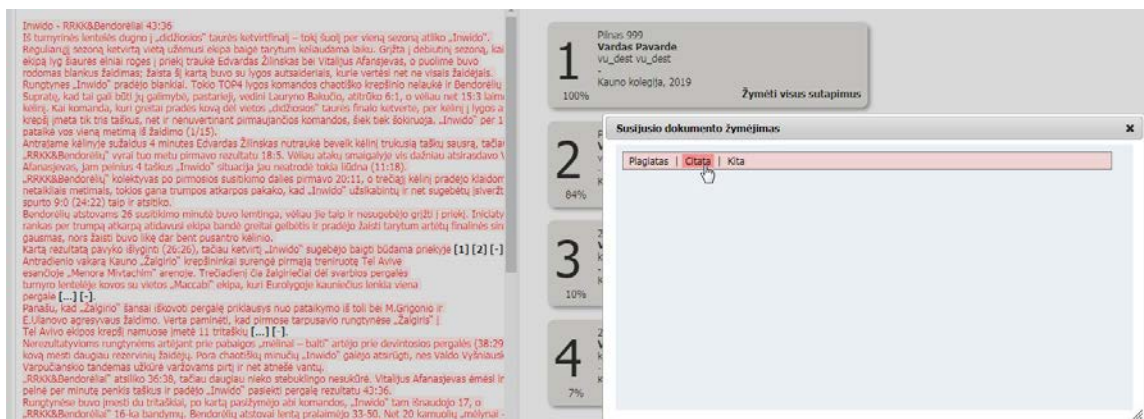 Inwido - RRKK&Bendorėliai 43:36
Iš turnyrinės lentelės dugno į „didžiosios" taurės ketvirtfinalį – tokį šuolį per vieną sezoną atliko „Inwido".
Reguliarųjį sezoną ketvirtą vietą užėmusi ekipa baigė tarytum keliaudama laiku. Grįžta į debiutinį sezoną, kai
ekipą lyg šiaurės elniai roges į priekį traukė Edvardas Žilinskas bei Vitalijus Afanasjevas, o puolime buvo
rodomas blankus žaidimas; žaista šį kartą buvo su lygos autsaideriais, kurie vertėsi net ne visais žaidėjais.
Rungtynes „Inwido" pradėjo blankiai. Tokio TOP4 lygos komandos chaotiško krepšinio nelaukė ir Bendorėlių
Supratę, kad tai gali būti jų galimybė, pastarieji, vedini Lauryno Bakučio, atitrūko 6:1, o vėliau net 15:3 laimė
kėlinį. Kai komanda, kuri greitai pradės kovą dėl vietos „didžiosios" taurės finalo ketverte, per kėlinį į lygos a
krepšį įmeta tik tris taškus, net ir nenuvertinant pirmaujančios komandos, šiek tiek šokiruoja. „Inwido" per 1
pataikė vos vieną metimą iš žaidimo (1/15).
Antrajame kėlinyje sužaidus 4 minutes Edvardas Žilinskas nutraukė beveik kėlinį trukusią taškų sausrą, tačiau
„RRKK&Bendorėlių" vyrai tuo metu pirmavo rezultatu 18:5. Vėliau atakų smaigalyje vis dažniau atsirasdavo V
Afanasjevas, jam pelnius 4 taškus „Inwido" situacija jau neatrodė tokia liūdna (11:18).
„RRKK&Bendorėlių" kolektyvas po pirmosios susitikimo dalies pirmavo 20:11, o trečiąjį kėlinį pradėjo klaidom
netaikliais metimais, tokios gana trumpos atkarpos pakako, kad „Inwido" užsikabintų ir net sugebėtų įsiveržt
spurto 9:0 (24:22) taip ir atsitiko.
Bendorėlių atstovams 26 susitikimo minutė buvo lemtinga, vėliau jie taip ir nesugebėjo grįžti į priekį. Iniciatyv
rankas per trumpą atkarpą atidavusi ekipa bandė greitai gelbėtis ir pradėjo žaisti tarytum artėtų finalinės sin
gausmas, nors žaisti buvo likę dar bent pusantro kėlinio.
Kartą rezultatą pavyko išlyginti (26:26), tačiau ketvirtį „Inwido" sugebėjo baigti būdama priekyje [1] [2] [-]
Antradienio vakarą Kauno „Žalgirio" krepšininkai surengė pirmąją treniruotę Tel Avive
esančioje „Menora Mivtachim" arenoje. Trečiadienį čia žalgiriečiai dėl svarbios pergalės
turnyro lentelėje kovos su vietos „Maccabi" ekipa, kuri Eurolygoje kauniečius lenkia viena
pergale [...] [-].
Panašu, kad „Žalgirio" šansai iškovoti pergalę priklausys nuo pataikymo iš toli bei M.Grigonio ir
E.Ulanovo agresyvaus žaidimo. Verta paminėti, kad pirmose tarpusavio rungtynėse „Žalgiris" į
Tel Avivo ekipos krepšį namuose įmetė 11 tritaškių [...] [-].
Nerezultatyvioms rungtynėms artėjant prie pabaigos „mėlinai – balti" artėjo prie devintosios pergalės (38:29
kovą mesti daugiau rezervinių žaidėjų. Pora chaotiškų minučių „Inwido" galėjo atsirūgti, nes Valdo Vyšniausk
Varpučianskio tandemas užkūrė varžovams pirtį ir net atnešė vantų.
„RRKK&Bendorėliai" atsiliko 36:38, tačiau daugiau nieko stebuklingo nesukūrė. Vitalijus Afanasjevas ėmėsi ir
pelnė per minutę penkis taškus ir padėjo „Inwido" pasiekti pergalę rezultatu 43:36.
Rungtynėse buvo įmesti du tritaškiai, po kartą pasižymėjo abi komandos, „Inwido" tam išnaudojo 17, o
„RRKK&Bendorėliai" 16-ka bandymų. Bendorėlių atstovai lentą pralaimėjo 33-50. Net 20 kamuolių „mėlynai -
1
100%
Pilnas 999
Vardas Pavarde
vu_dest vu_dest
-
Kauno kolegija, 2019
Žymėti visus sutapimus
2
84%
3
10%
4
7%
Susijusio dokumento žymėjimas
x
Plagiatas | Citata | Kita